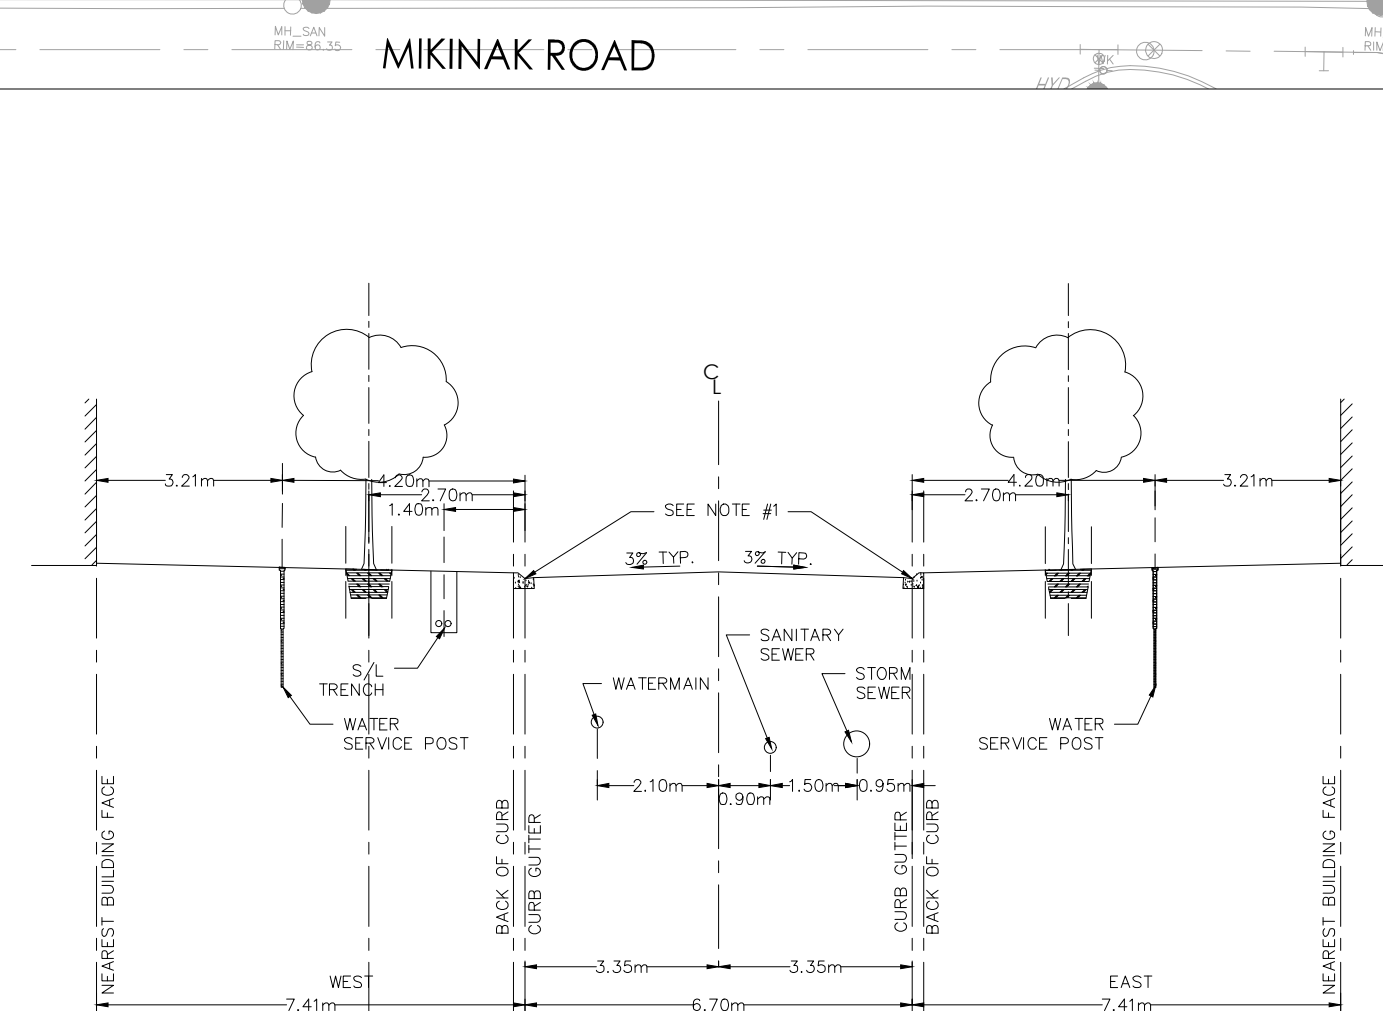 MH_SAN
RIM=86.35
MIKINAK ROAD
HYD
MH
RIM
C
L
3.21m
4.20m
4.20m
3.21m
2.70m
2.70m
1.40m
SEE NOTE #1
3% TYP.
3% TYP.
SANITARY
SEWER
S/L
TRENCH
STORM
SEWER
WATERMAIN
WATER
SERVICE POST
WATER
SERVICE POST
2.10m
0.90m
1.50m
0.95m
NEAREST BUILDING FACE
BACK OF CURB
CURB GUTTER
CURB GUTTER
BACK OF CURB
NEAREST BUILDING FACE
3.35m
3.35m
WEST
EAST
7.41m
6.70m
7.41m